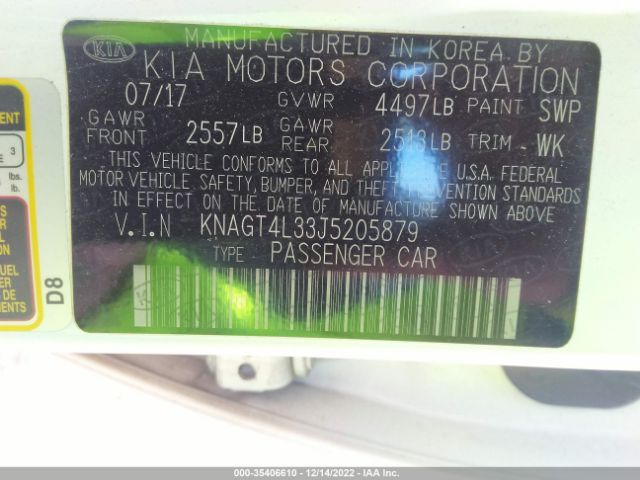 MANUFACTURED IN KOREA BY
KIA
KIA MOTORS CORPORATION
07/17 GVWR 4497LB PAINT SWP
GAWR FRONT 2557LB GAWR REAR 2513LB TRIM - WK
THIS VEHICLE CONFORMS TO ALL APPLICABLE U.S.A. FEDERAL
MOTOR VEHICLE, SAFETY, BUMPER, AND THEFT PREVENTION STANDARDS
IN EFFECT ON THE DATE OF MANUFACTURE SHOWN ABOVE
V.I.N KNAGT4L33J5205879
TYPE PASSENGER CAR
D8
3
lbs.
000-35406610 - 12/14/2022 - IAA Auctions